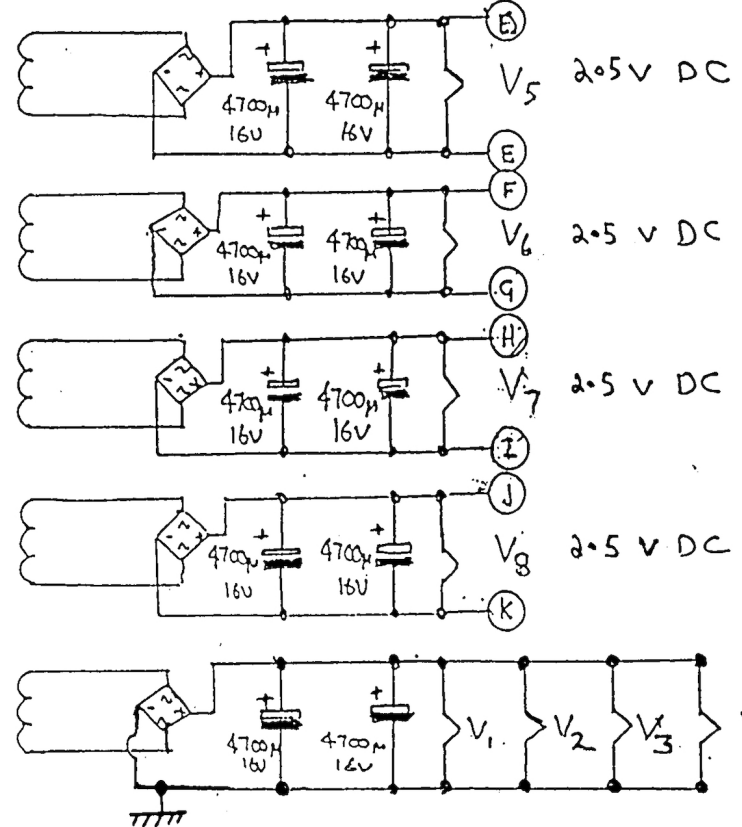 + +
4700μ 4700μ V5 2.5V DC
16V 16V
E
F
+ +
4700μ 4700μ V6 2.5 V DC
16V 16V
G
H
+ +
4700μ 4700μ V7 2.5 V DC
16V 16V
I
J
+ +
4700μ 4700μ V8 2.5 V DC
16V 16V
K
+ +
4700μ 4700μ V1 V2 V3
16V 16V